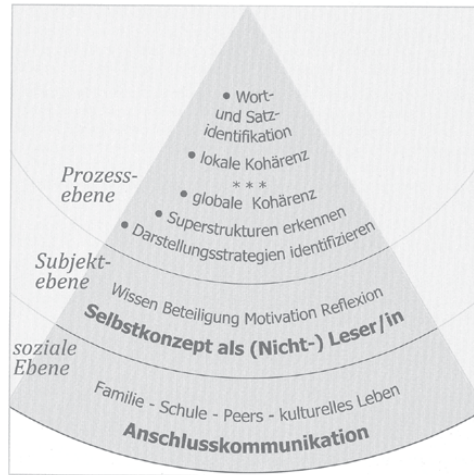 • Wort-
und Satz-
identifikation
• lokale Kohärenz
* * *
• globale Kohärenz
• Superstrukturen erkennen
• Darstellungsstrategien identifizieren
Prozess-
ebene
Wissen Beteiligung Motivation Reflexion
Selbstkonzept als (Nicht-) Leser/in
Subjekt-
ebene
Familie - Schule - Peers - kulturelles Leben
Anschlusskommunikation
soziale
Ebene